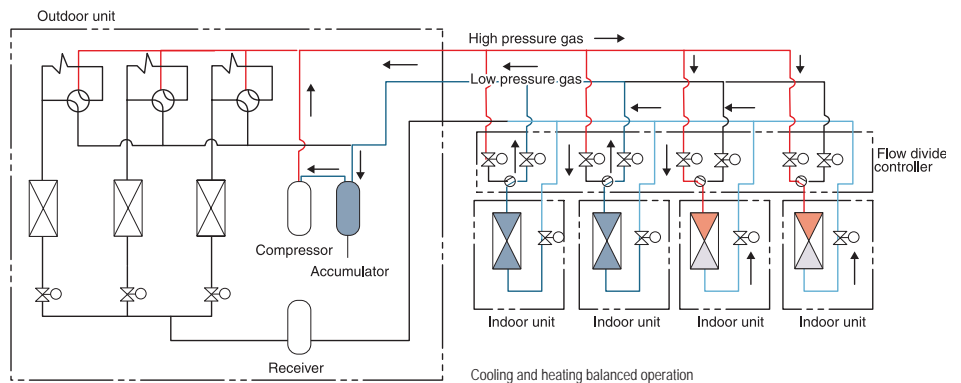 Outdoor unit
High pressure gas
Low pressure gas
Flow divide
controller
Compressor
Accumulator
Receiver
Indoor unit
Indoor unit
Indoor unit
Indoor unit
Cooling and heating balanced operation